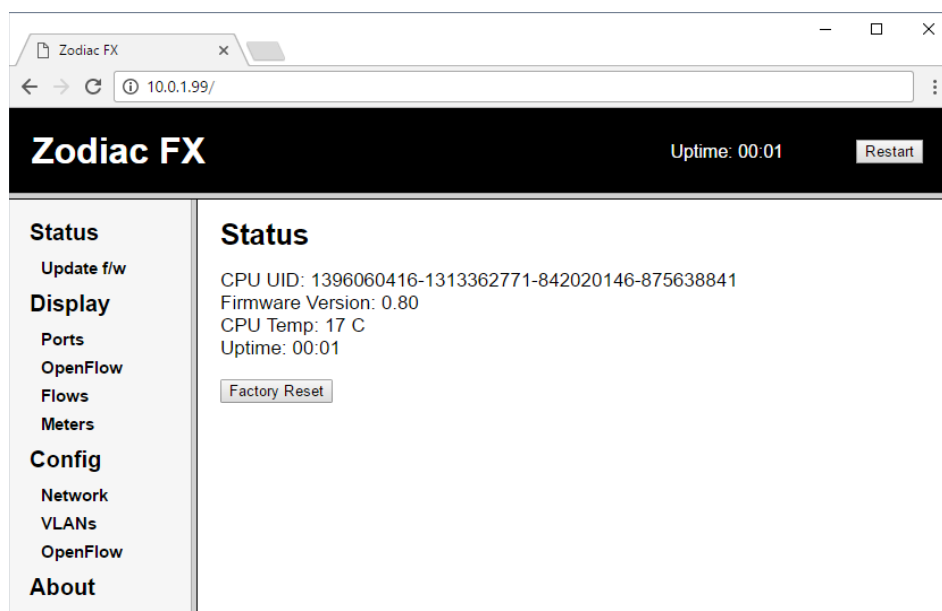 Zodiac FX
10.0.1.99/
Zodiac FX
Uptime: 00:01
Restart
Status
Update f/w
Display
Ports
OpenFlow
Flows
Meters
Config
Network
VLANs
OpenFlow
About
Status
CPU UID: 1396060416-1313362771-842020146-875638841
Firmware Version: 0.80
CPU Temp: 17 C
Uptime: 00:01
Factory Reset